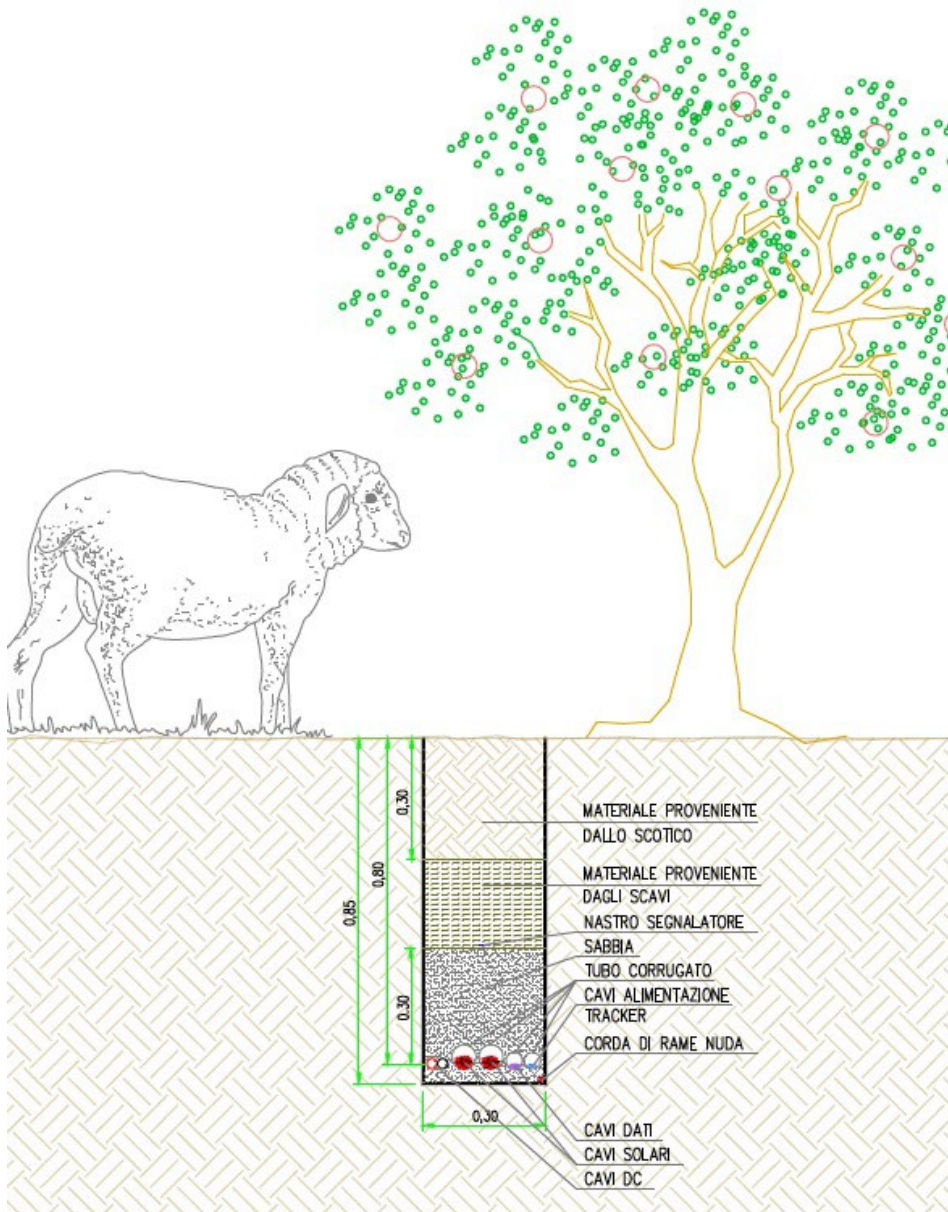 0,30
0,80
0,85
0,30
0,30
MATERIALE PROVENIENTE
DALLO SCOTICO
MATERIALE PROVENIENTE
DAGLI SCAVI
NASTRO SEGNALATORE
SABBIA
TUBO CORRUGATO
CAVI ALIMENTAZIONE
TRACKER
CORDA DI RAME NUDA
CAVI DATI
CAVI SOLARI
CAVI DC